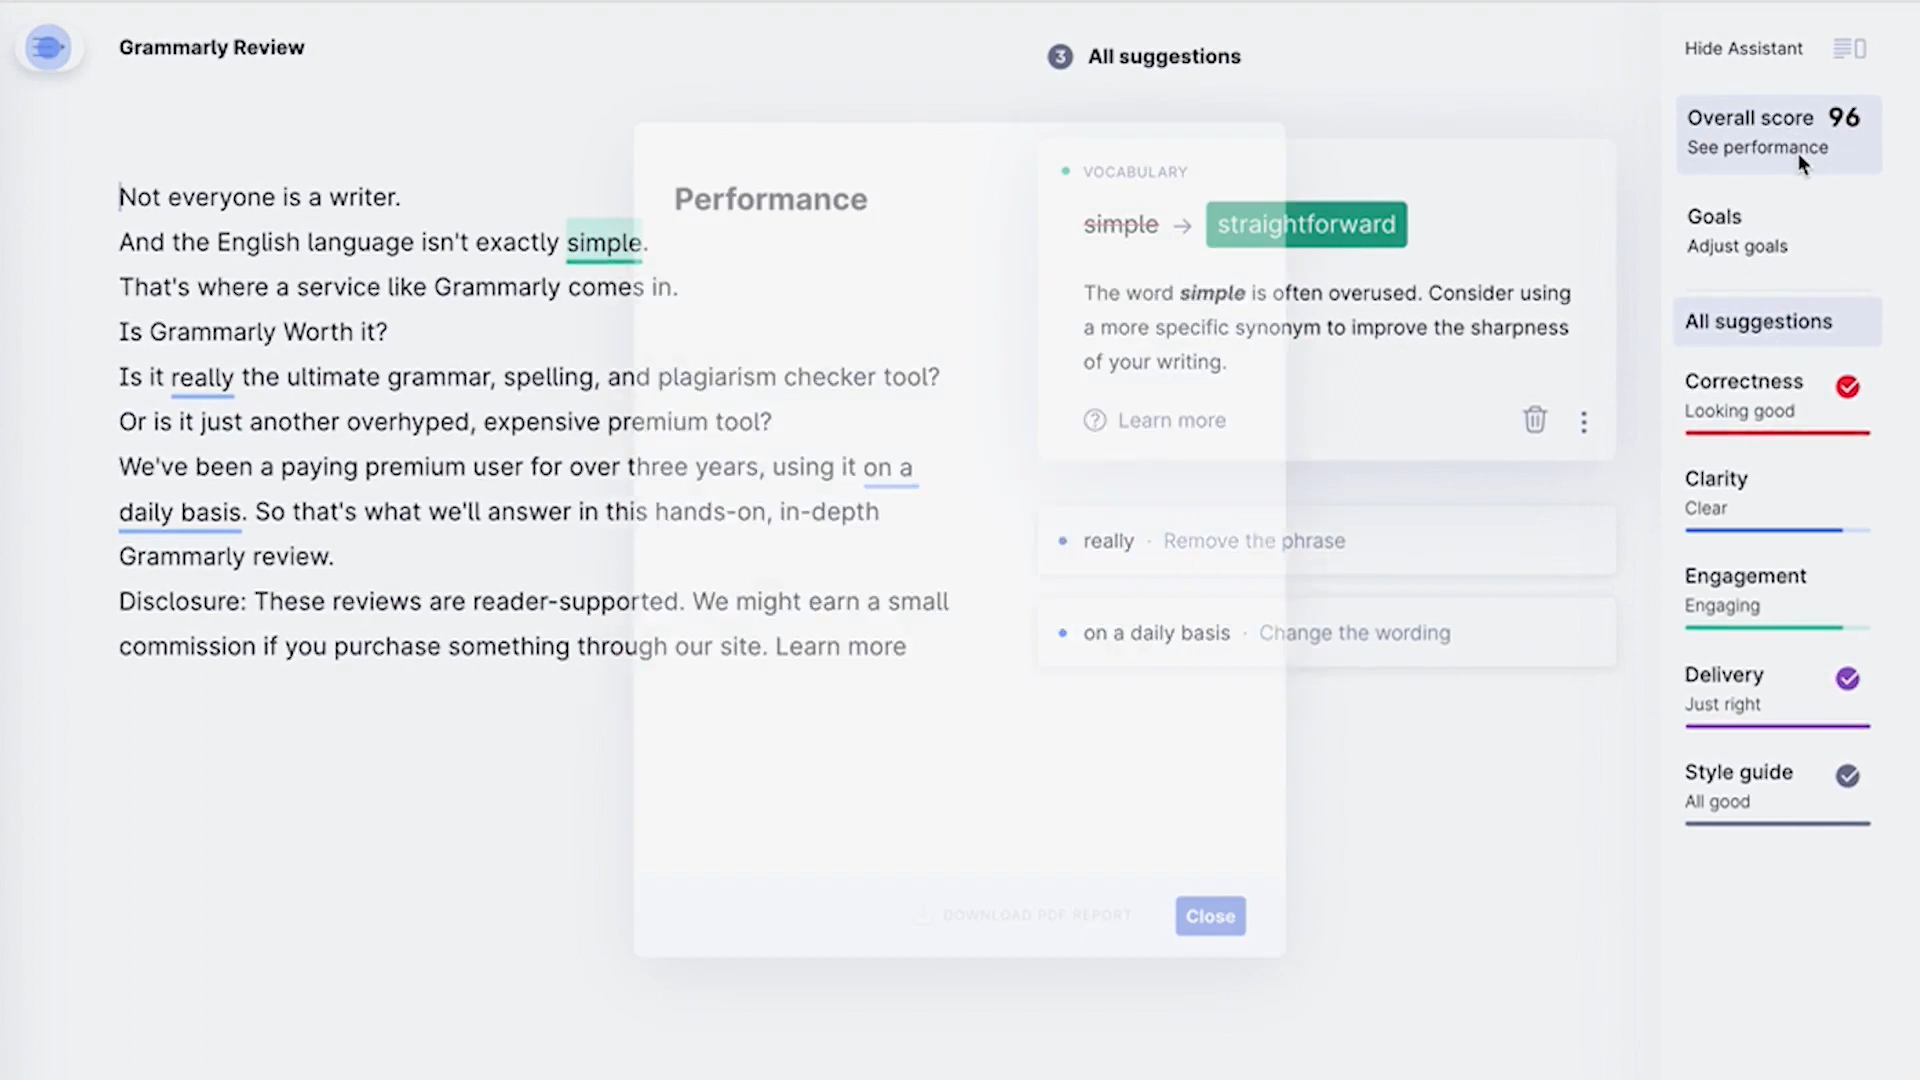 Grammarly Review
Not everyone is a writer.
And the English language isn't exactly simple.
That's where a service like Grammarly comes in.
Is Grammarly Worth it?
Is it really the ultimate grammar, spelling, and plagiarism checker tool?
Or is it just another overhyped, expensive premium tool?
We've been a paying premium user for over three years, using it on a
daily basis. So that's what we'll answer in this hands-on, in-depth
Grammarly review.
Disclosure: These reviews are reader-supported. We might earn a small
commission if you purchase something through our site. Learn more
Performance
DOWNLOAD PDF REPORT
Close
3 All suggestions
VOCABULARY
simple → straightforward
The word simple is often overused. Consider using
a more specific synonym to improve the sharpness
of your writing.
? Learn more
really · Remove the phrase
on a daily basis · Change the wording
Hide Assistant
Overall score 96
See performance
Goals
Adjust goals
All suggestions
Correctness
Looking good
Clarity
Clear
Engagement
Engaging
Delivery
Just right
Style guide
All good